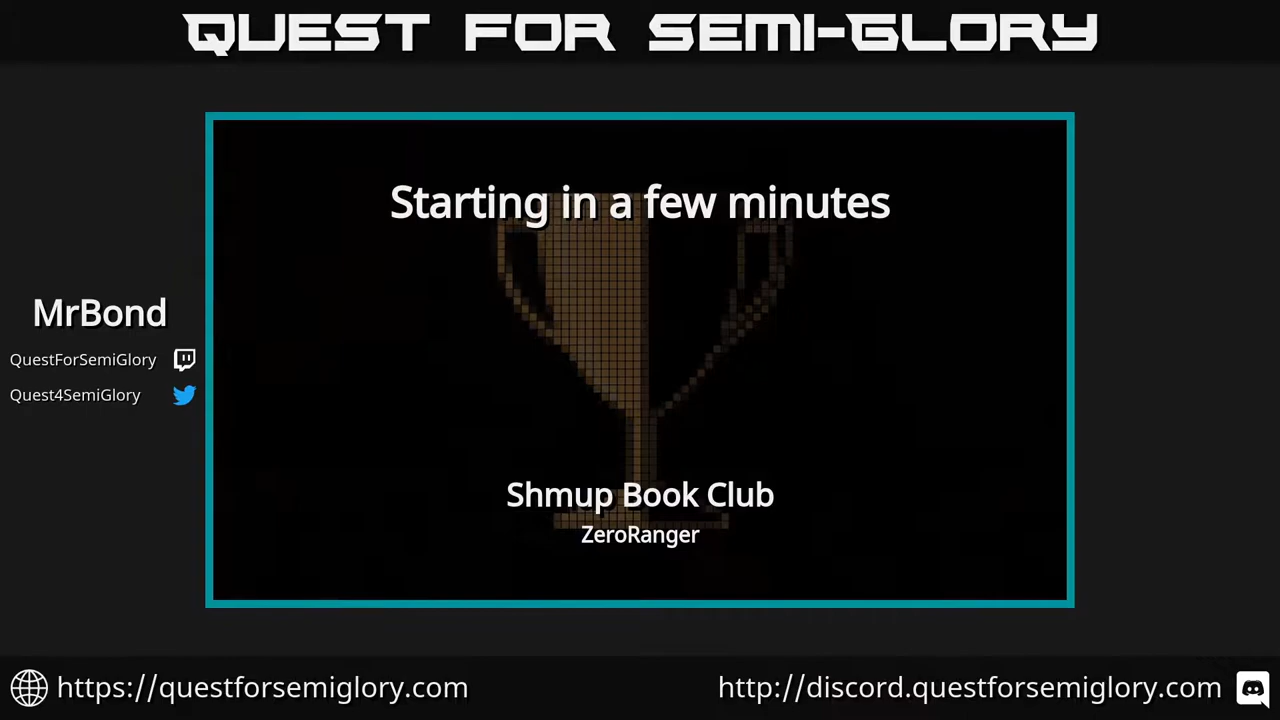 QUEST FOR SEMI-GLORY
Starting in a few minutes
MrBond
QuestForSemiGlory
Quest4SemiGlory
Shmup Book Club
ZeroRanger
https://questforsemiglory.com
http://discord.questforsemiglory.com